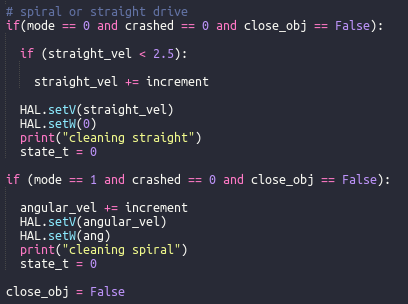 # spiral or straight drive
if(mode == 0 and crashed == 0 and close_obj == False):
if (straight_vel < 2.5):
straight_vel += increment
HAL.setV(straight_vel)
HAL.setW(0)
print("cleaning straight")
state_t = 0
if (mode == 1 and crashed == 0 and close_obj == False):
angular_vel += increment
HAL.setV(angular_vel)
HAL.setW(ang)
print("cleaning spiral")
state_t = 0
close_obj = False